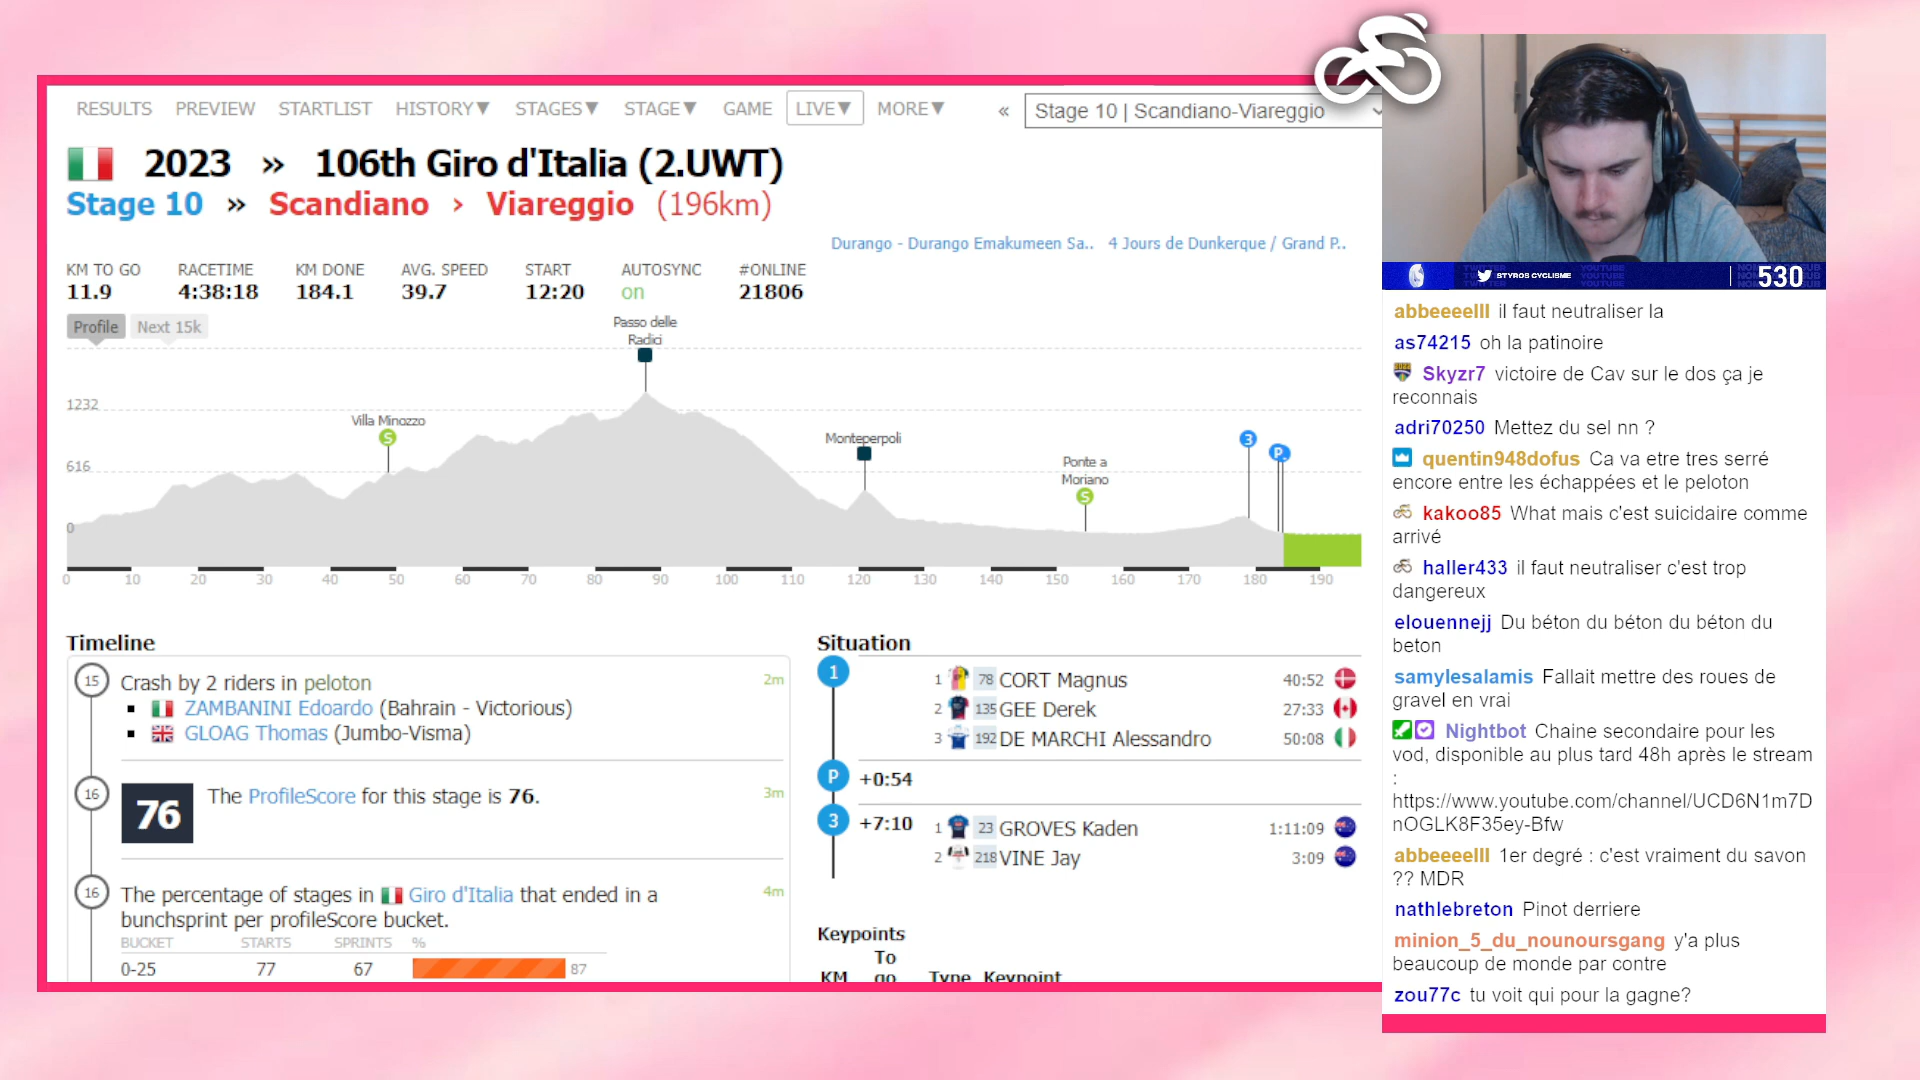 RESULTS PREVIEW STARTLIST HISTORY▼ STAGES▼ STAGE▼ GAME LIVE▼ MORE▼ « Stage 10 | Scandiano-Viareggio
2023 » 106th Giro d'Italia (2.UWT)
Stage 10 » Scandiano › Viareggio (196km)
Durango - Durango Emakumeen Sa.. 4 Jours de Dunkerque / Grand P..
KM TO GO RACETIME KM DONE AVG. SPEED START AUTOSYNC #ONLINE
11.9 4:38:18 184.1 39.7 12:20 on 21806
Profile Next 15k
Passo delle
Radici
1232
Villa Minozzo
S
Monteperpoli
3
P
616
Ponte a
Moriano
S
0
0 10 20 30 40 50 60 70 80 90 100 110 120 130 140 150 160 170 180 190
Timeline
15 Crash by 2 riders in peloton 2m
ZAMBANINI Edoardo (Bahrain - Victorious)
GLOAG Thomas (Jumbo-Visma)
16 76 The ProfileScore for this stage is 76. 3m
16 The percentage of stages in Giro d'Italia that ended in a 4m
bunchsprint per profileScore bucket.
BUCKET STARTS SPRINTS %
0-25 77 67 87
Situation
1 1 78 CORT Magnus 40:52
2 135 GEE Derek 27:33
3 192 DE MARCHI Alessandro 50:08
P +0:54
3 +7:10 1 23 GROVES Kaden 1:11:09
2 218 VINE Jay 3:09
Keypoints
To
KM go Type Keypoint
STYROS CYCLISME 530
abbeeeelll il faut neutraliser la
as74215 oh la patinoire
Skyzr7 victoire de Cav sur le dos ça je
reconnais
adri70250 Mettez du sel nn ?
quentin948dofus Ca va etre tres serré
encore entre les échappées et le peloton
kakoo85 What mais c'est suicidaire comme
arrivé
haller433 il faut neutraliser c'est trop
dangereux
elouennejj Du béton du béton du béton du
beton
samylesalamis Fallait mettre des roues de
gravel en vrai
Nightbot Chaine secondaire pour les
vod, disponible au plus tard 48h après le stream
:
https://www.youtube.com/channel/UCD6N1m7D
nOGLK8F35ey-Bfw
abbeeeelll 1er degré : c'est vraiment du savon
?? MDR
nathlebreton Pinot derriere
minion_5_du_nounoursgang y'a plus
beaucoup de monde par contre
zou77c tu voit qui pour la gagne?